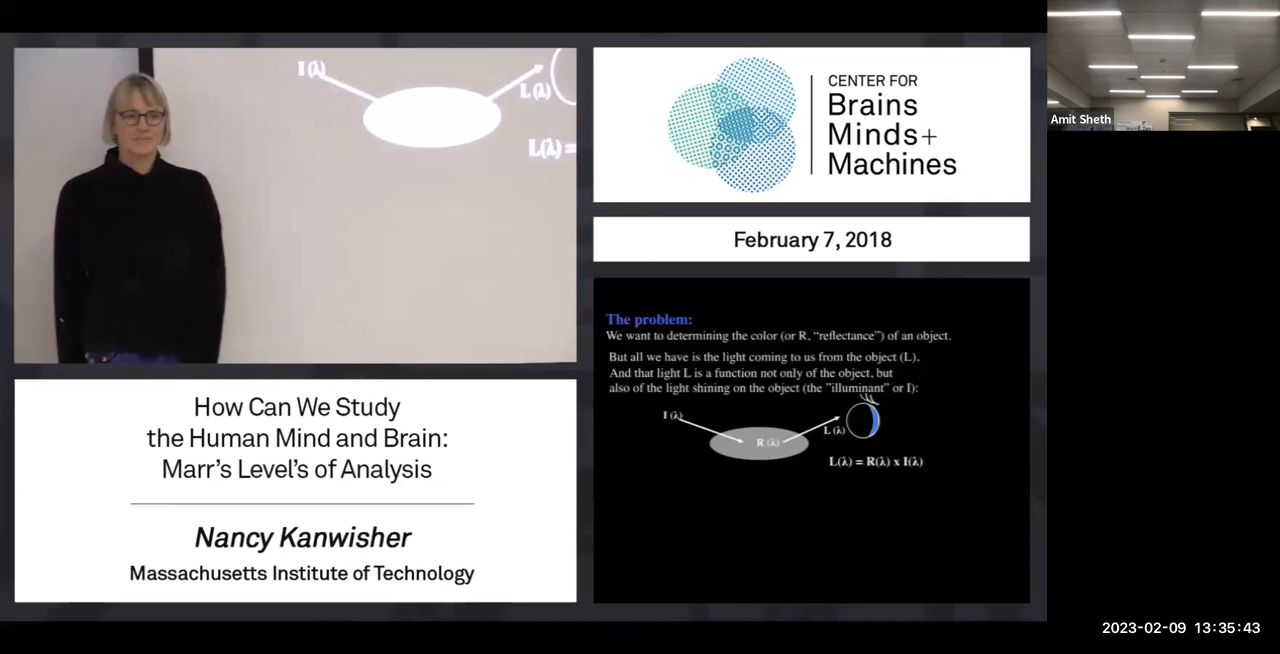 I(λ)
L(λ)
L(λ) =
CENTER FOR
Brains
Minds+
Machines
Amit Sheth
February 7, 2018
The problem:
We want to determining the color (or R, “reflectance”) of an object.
But all we have is the light coming to us from the object (L).
And that light L is a function not only of the object, but
also of the light shining on the object (the ”illuminant” or I):
I (λ)
R (λ)
L (λ)
L(λ) = R(λ) x I(λ)
How Can We Study
the Human Mind and Brain:
Marr’s Level’s of Analysis
Nancy Kanwisher
Massachusetts Institute of Technology
2023-02-09 13:35:43